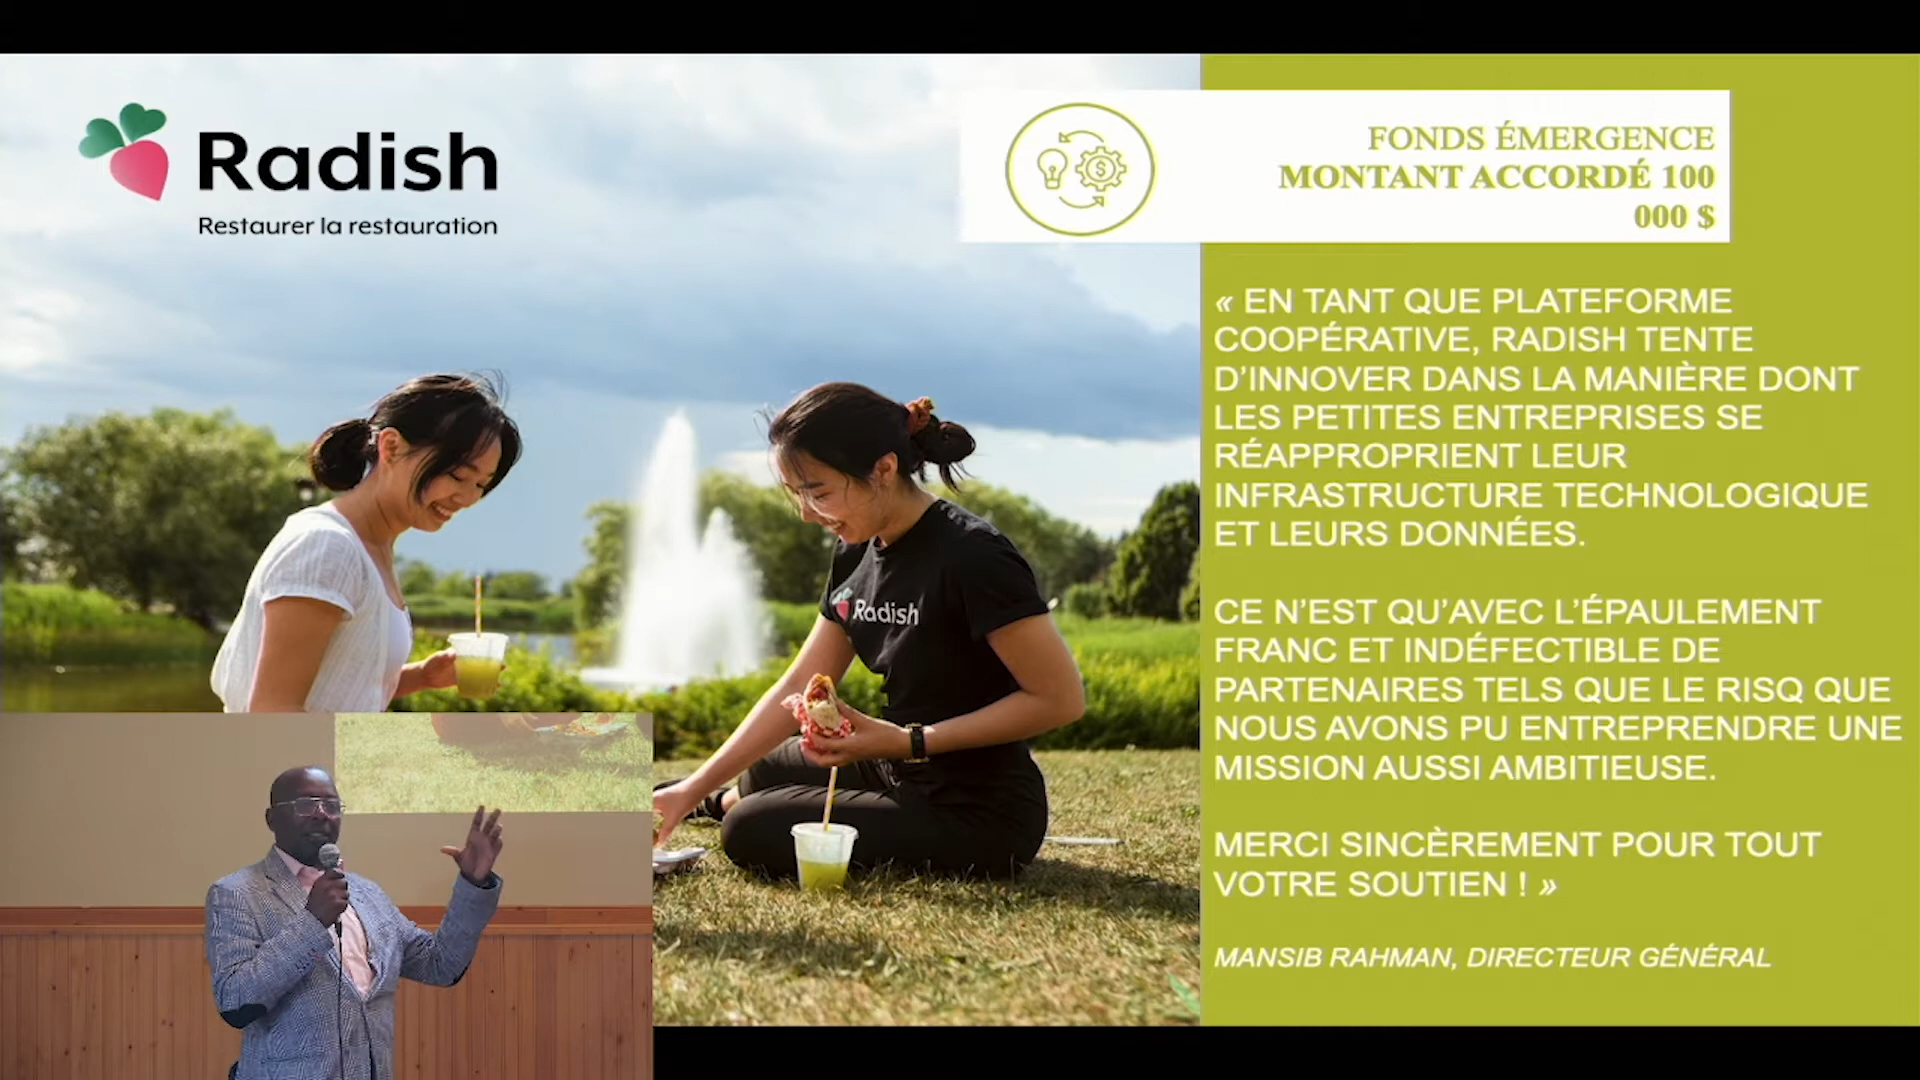 Radish
Restaurer la restauration
FONDS ÉMERGENCE
MONTANT ACCORDÉ 100
000 $
« EN TANT QUE PLATEFORME
COOPÉRATIVE, RADISH TENTE
D’INNOVER DANS LA MANIÈRE DONT
LES PETITES ENTREPRISES SE
RÉAPPROPRIENT LEUR
INFRASTRUCTURE TECHNOLOGIQUE
ET LEURS DONNÉES.
CE N’EST QU’AVEC L’ÉPAULEMENT
FRANC ET INDÉFECTIBLE DE
PARTENAIRES TELS QUE LE RISQ QUE
NOUS AVONS PU ENTREPRENDRE UNE
MISSION AUSSI AMBITIEUSE.
MERCI SINCÈREMENT POUR TOUT
VOTRE SOUTIEN ! »
MANSIB RAHMAN, DIRECTEUR GÉNÉRAL
Radish
$